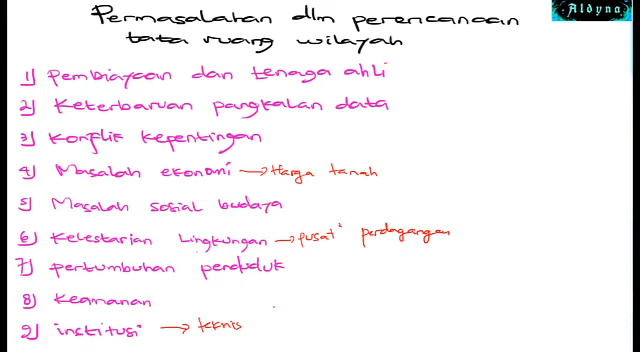 Permasalahan dlm perencanaan
Aldyna
tata ruang wilayah
1) Pembiayaan dan tenaga ahli
2) Keterbaruan pangkalan data
3) Konflik kepentingan
4) Masalah ekonomi → Harga tanah
5) Masalah sosial budaya
6) Kelestarian Lingkungan → pusat² perdagangan
7) pertumbuhan penduduk
8) Keamanan
9) institusi → teknis